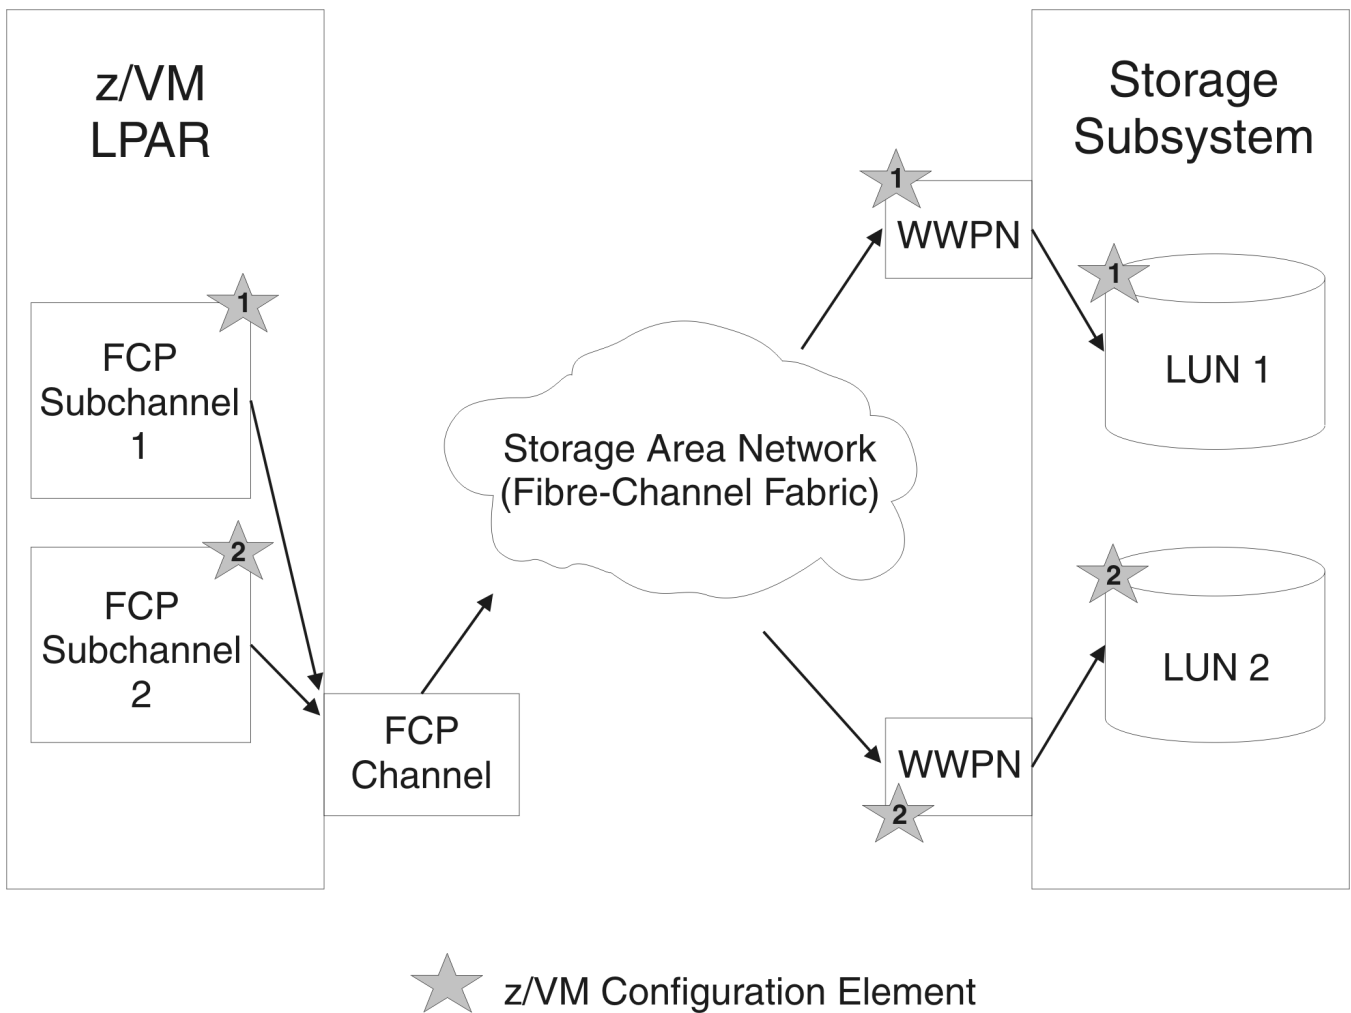 z/VM
LPAR
Storage
Subsystem
1
WWPN
1
LUN 1
1
FCP
Subchannel
1
Storage Area Network
(Fibre-Channel Fabric)
2
FCP
Subchannel
2
2
LUN 2
FCP
Channel
WWPN
2
z/VM Configuration Element